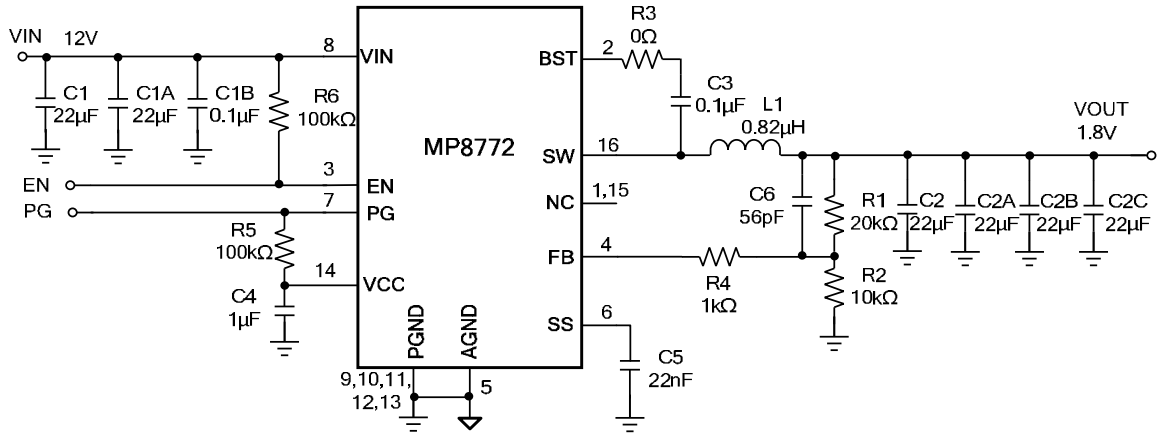 VIN 12V
8
VIN
C1
22µF
C1A
22µF
C1B
0.1µF
R6
100kΩ
EN
3
EN
PG
7
PG
R5
100kΩ
14
VCC
C4
1µF
MP8772
PGND
AGND
9,10,11,
12,13
5
BST
2
R3
0Ω
C3
0.1µF
L1
0.82µH
SW
16
VOUT
1.8V
NC
1,15
C6
56pF
R1
20kΩ
C2
22µF
C2A
22µF
C2B
22µF
C2C
22µF
FB
4
R4
1kΩ
R2
10kΩ
SS
6
C5
22nF